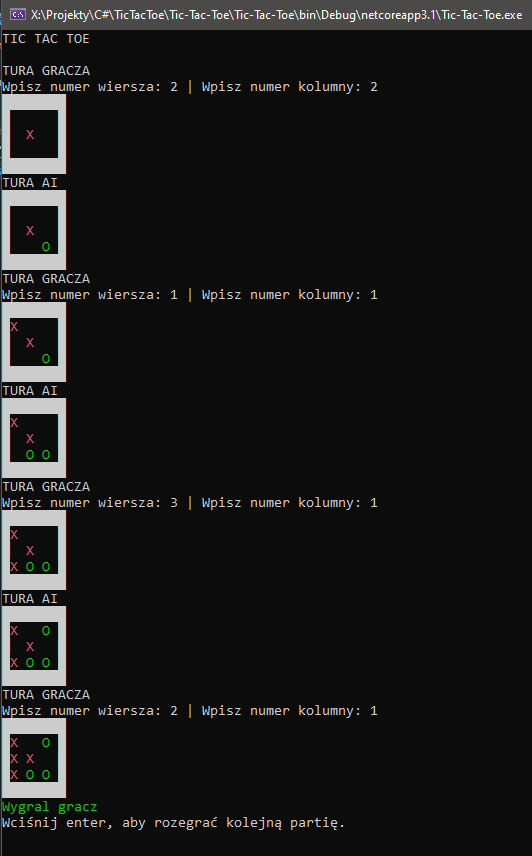 X:\Projekty\C#\TicTacToe\Tic-Tac-Toe\Tic-Tac-Toe\bin\Debug\netcoreapp3.1\Tic-Tac-Toe.exe
TIC TAC TOE
TURA GRACZA
Wpisz numer wiersza: 2 | Wpisz numer kolumny: 2
X
TURA AI
X
O
TURA GRACZA
Wpisz numer wiersza: 1 | Wpisz numer kolumny: 1
X
X
O
TURA AI
X
X
O O
TURA GRACZA
Wpisz numer wiersza: 3 | Wpisz numer kolumny: 1
X
X
X O O
TURA AI
X O
X
X O O
TURA GRACZA
Wpisz numer wiersza: 2 | Wpisz numer kolumny: 1
X O
X X
X O O
Wygral gracz
Wciśnij enter, aby rozegrać kolejną partię.